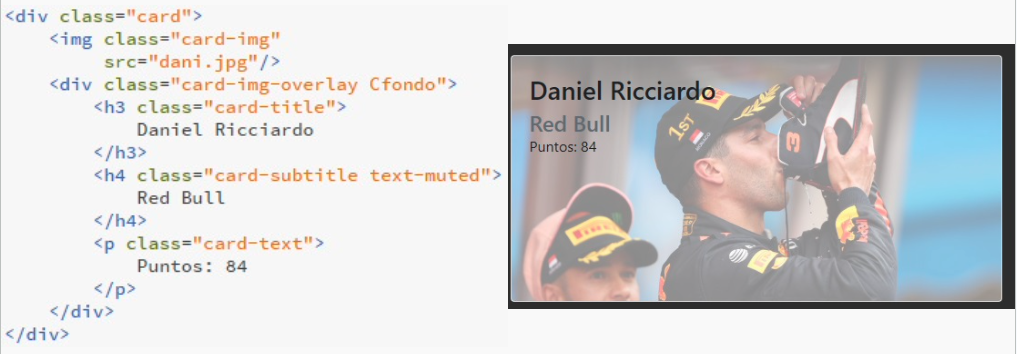 <div class="card">
    <img class="card-img"
         src="dani.jpg"/>
    <div class="card-img-overlay Cfondo">
        <h3 class="card-title">
            Daniel Ricciardo
        </h3>
        <h4 class="card-subtitle text-muted">
            Red Bull
        </h4>
        <p class="card-text">
            Puntos: 84
        </p>
    </div>
</div>
Daniel Ricciardo
Red Bull
Puntos: 84
1ST
3